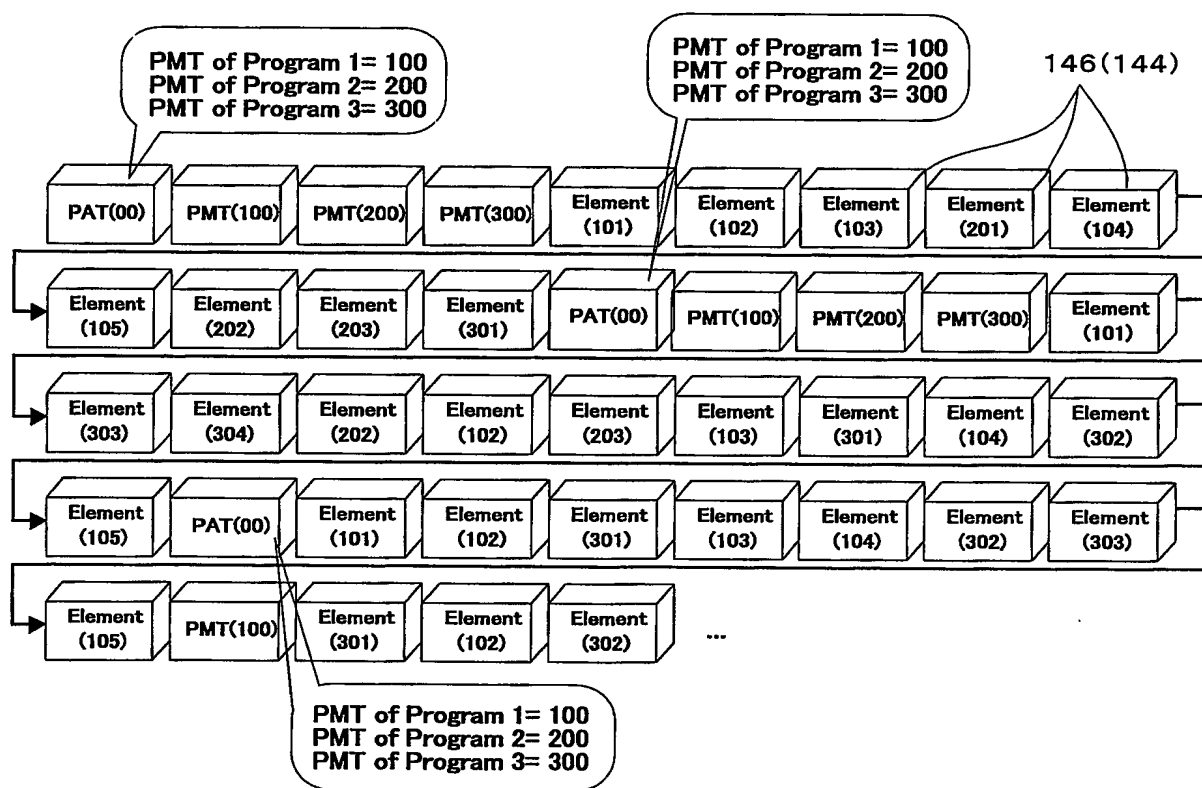 PMT of Program 1= 100
PMT of Program 2= 200
PMT of Program 3= 300
PMT of Program 1= 100
PMT of Program 2= 200
PMT of Program 3= 300
146(144)
PAT(00)
PMT(100)
PMT(200)
PMT(300)
Element
(101)
Element
(102)
Element
(103)
Element
(201)
Element
(104)
Element
(105)
Element
(202)
Element
(203)
Element
(301)
PAT(00)
PMT(100)
PMT(200)
PMT(300)
Element
(101)
Element
(303)
Element
(304)
Element
(202)
Element
(102)
Element
(203)
Element
(103)
Element
(301)
Element
(104)
Element
(302)
Element
(105)
PAT(00)
Element
(101)
Element
(102)
Element
(301)
Element
(103)
Element
(104)
Element
(302)
Element
(303)
Element
(105)
PMT(100)
Element
(301)
Element
(102)
Element
(302)
...
PMT of Program 1= 100
PMT of Program 2= 200
PMT of Program 3= 300